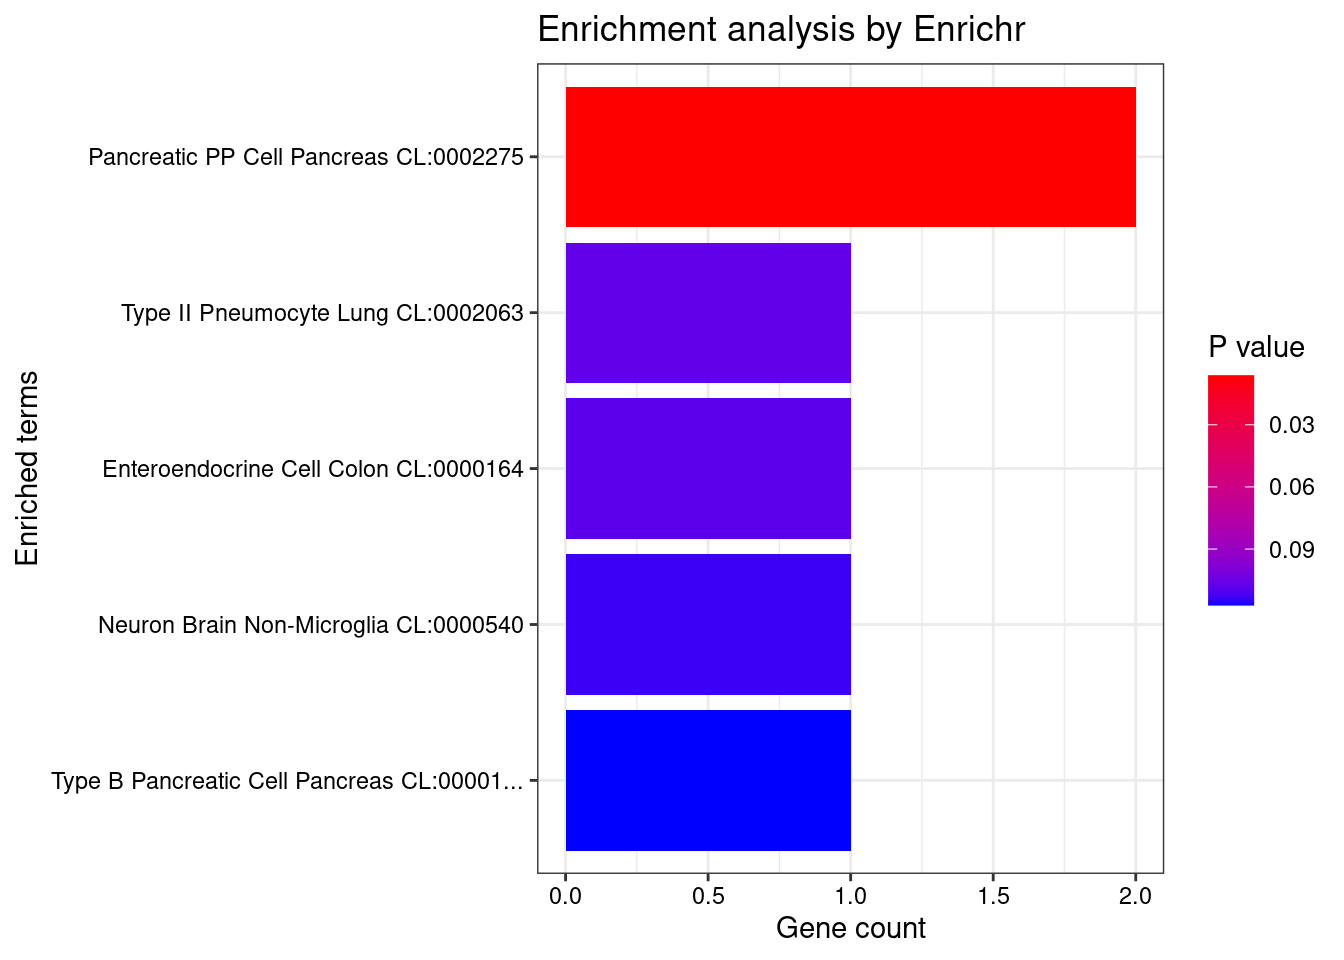 Enrichment analysis by Enrichr
Pancreatic PP Cell Pancreas CL:0002275
Type II Pneumocyte Lung CL:0002063
Enteroendocrine Cell Colon CL:0000164
Neuron Brain Non-Microglia CL:0000540
Type B Pancreatic Cell Pancreas CL:00001...
Enriched terms
0.0 0.5 1.0 1.5 2.0
Gene count
P value
0.03
0.06
0.09